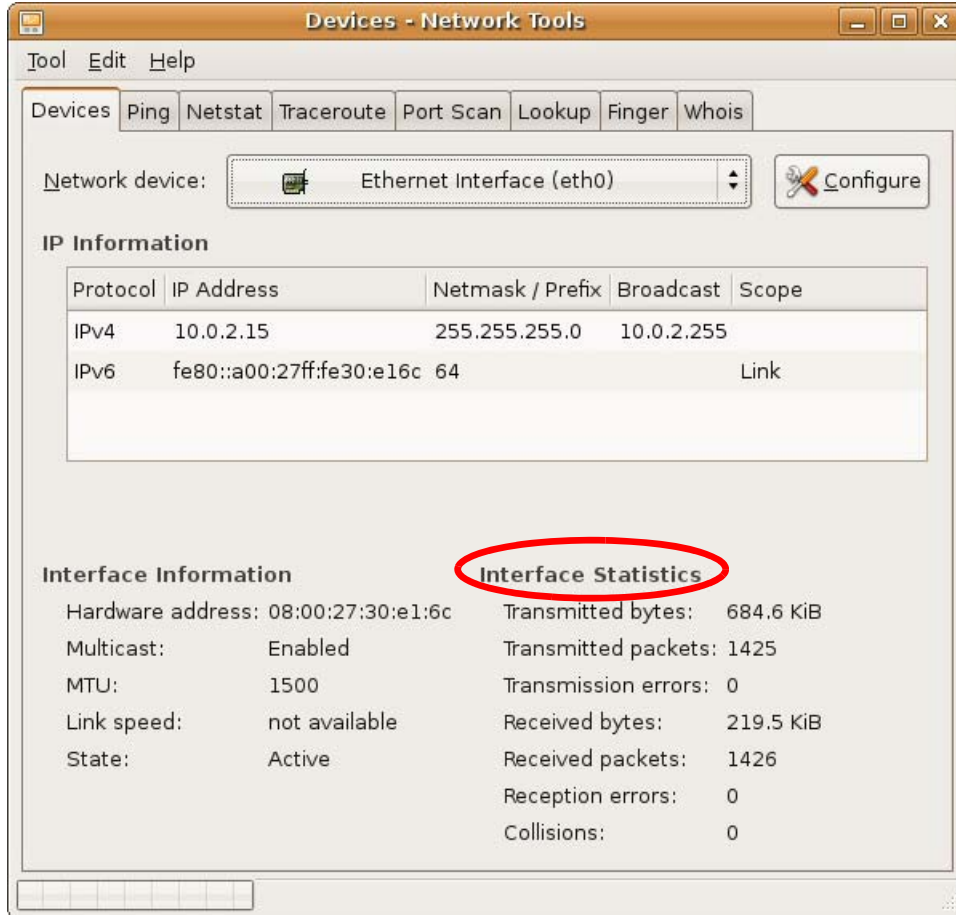 Devices - Network Tools
Tool Edit Help
Devices Ping Netstat Traceroute Port Scan Lookup Finger Whois
Network device: Ethernet Interface (eth0) Configure
IP Information
Protocol IP Address Netmask / Prefix Broadcast Scope
IPv4 10.0.2.15 255.255.255.0 10.0.2.255
IPv6 fe80::a00:27ff:fe30:e16c 64 Link
Interface Information
Hardware address: 08:00:27:30:e1:6c
Multicast: Enabled
MTU: 1500
Link speed: not available
State: Active
Interface Statistics
Transmitted bytes: 684.6 KiB
Transmitted packets: 1425
Transmission errors: 0
Received bytes: 219.5 KiB
Received packets: 1426
Reception errors: 0
Collisions: 0